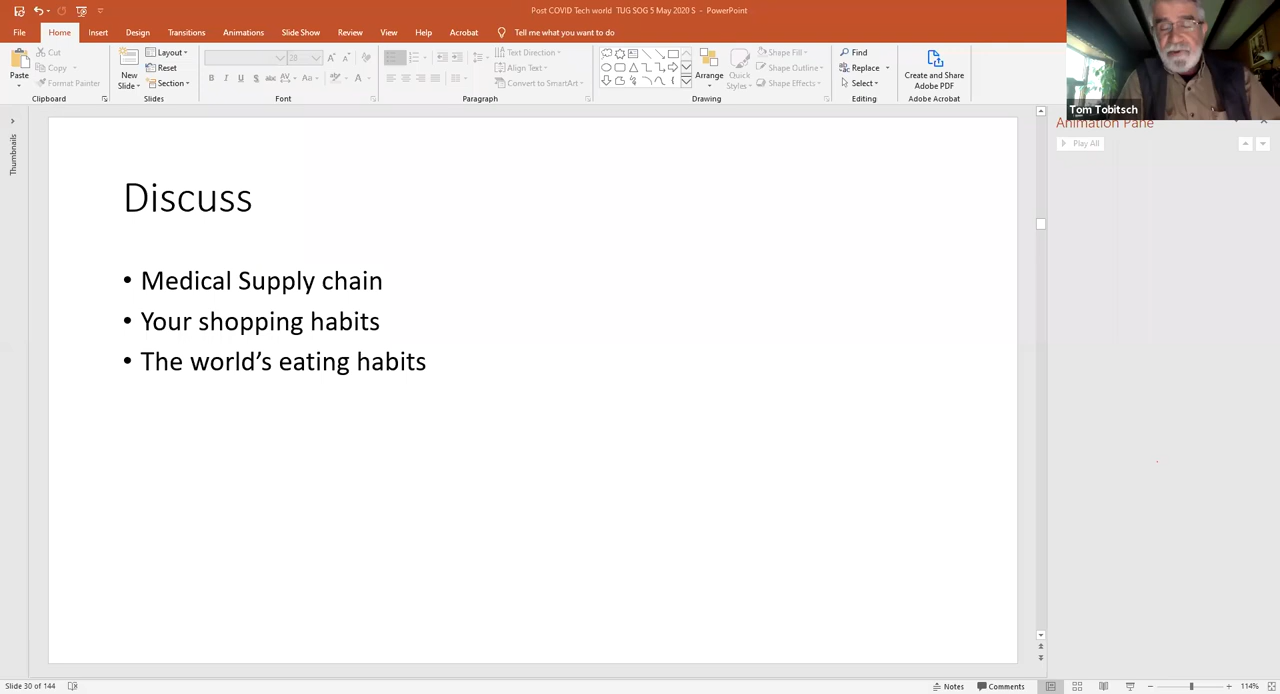 Post COVID Tech world TUG SOG 5 May 2020 S - PowerPoint
File Home Insert Design Transitions Animations Slide Show Review View Help Acrobat Tell me what you want to do
Paste
Cut
Copy
Format Painter
Clipboard
New
Slide
Layout
Reset
Section
Slides
28
B I U S abc AV Aa A
Font
Text Direction
Align Text
Convert to SmartArt
Paragraph
Arrange
Quick
Styles
Shape Fill
Shape Outline
Shape Effects
Drawing
Find
Replace
Select
Editing
Create and Share
Adobe PDF
Adobe Acrobat
Tom Tobitsch
Animation Pane
Play All
Thumbnails
Discuss
• Medical Supply chain
• Your shopping habits
• The world's eating habits
Slide 30 of 144
Notes
Comments
114%